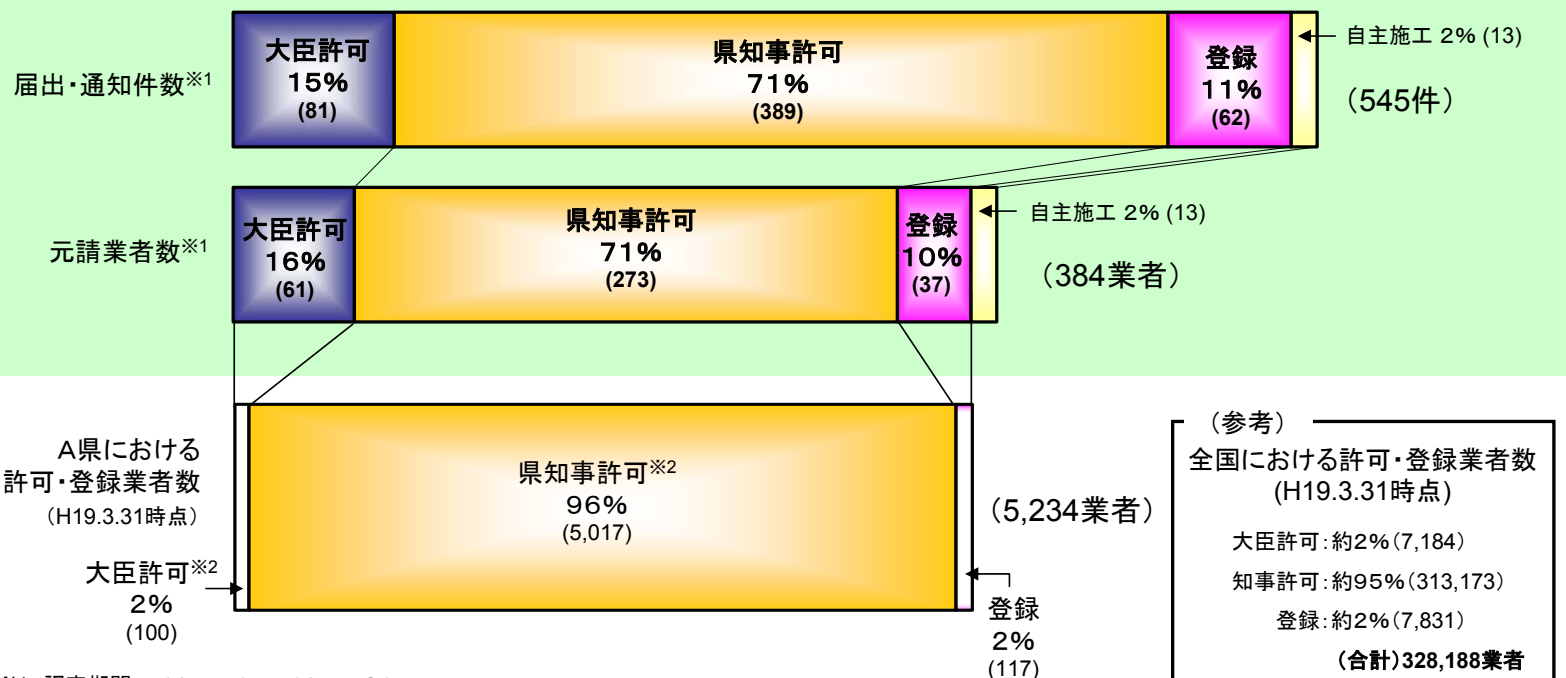 届出・通知件数※1
大臣許可
15%
(81)
県知事許可
71%
(389)
登録
11%
(62)
自主施工 2% (13)
（545件）
元請業者数※1
大臣許可
16%
(61)
県知事許可
71%
(273)
登録
10%
(37)
自主施工 2% (13)
（384業者）
A県における
許可・登録業者数
（H19.3.31時点）
県知事許可※2
96%
(5,017)
（5,234業者）
大臣許可※2
2%
(100)
登録
2%
(117)
（参考）
全国における許可・登録業者数
(H19.3.31時点)
大臣許可：約2%(7,184)
知事許可：約95%(313,173)
登録：約2%(7,831)
(合計)328,188業者